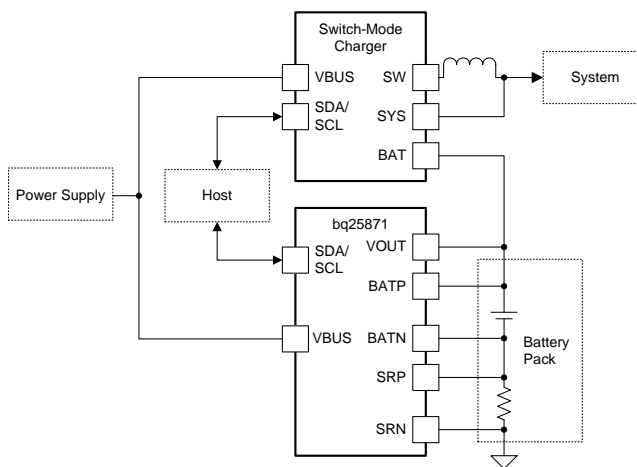 Switch-Mode
Charger
VBUS
SW
System
SDA/
SCL
SYS
BAT
Power Supply
Host
bq25871
SDA/
SCL
VOUT
BATP
VBUS
BATN
Battery
Pack
SRP
SRN